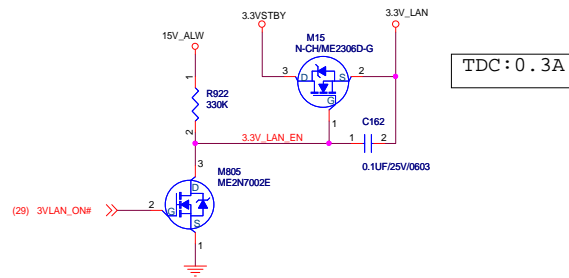 3.3VSTBY
3.3V_LAN
15V_ALW
M15
N-CH/ME2306D-G
TDC:0.3A
3
D
S
2
G
1
1
R922
330K
2
C162
3.3V_LAN_EN
1
2
0.1UF/25V/0603
3
M805
ME2N7002E
D
(29) 3VLAN_ON#
2
G
S
1